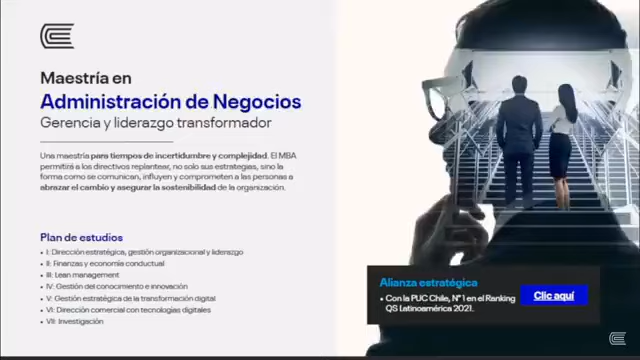 Maestría en
Administración de Negocios
Gerencia y liderazgo transformador
Una maestría para tiempos de incertidumbre y complejidad. El MBA
permitirá a los directivos replantear, no solo sus estrategias, sino la
forma como se comunican, influyen y comprometen a las personas a
abrazar el cambio y asegurar la sostenibilidad de la organización.
Plan de estudios
• I: Dirección estratégica, gestión organizacional y liderazgo
• II: Finanzas y economía conductual
• III: Lean management
• IV: Gestión del conocimiento e innovación
• V: Gestión estratégica de la transformación digital
• VI: Dirección comercial con tecnologías digitales
• VII: Investigación
Alianza estratégica
• Con la PUC Chile, N° 1 en el Ranking
QS Latinoamérica 2021.
Clic aquí